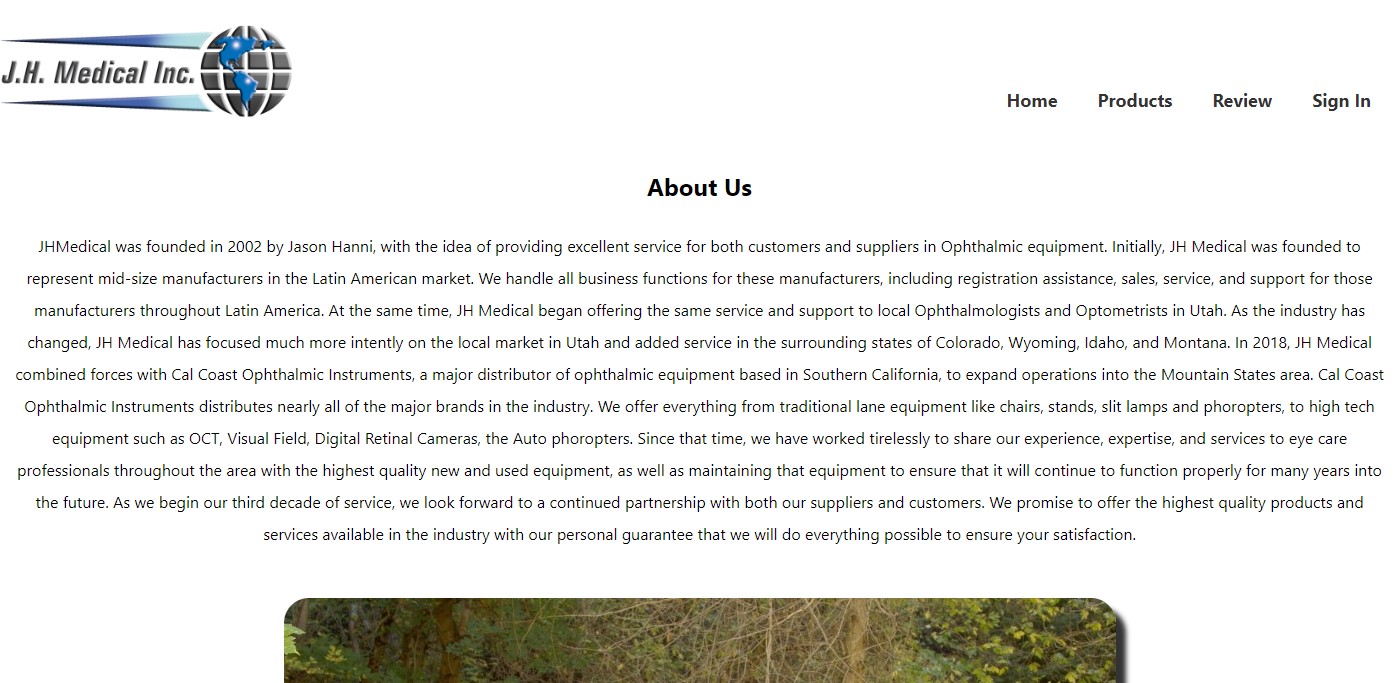 J.H. Medical Inc.
Home Products Review Sign In
About Us
JHMedical was founded in 2002 by Jason Hanni, with the idea of providing excellent service for both customers and suppliers in Ophthalmic equipment. Initially, JH Medical was founded to
represent mid-size manufacturers in the Latin American market. We handle all business functions for these manufacturers, including registration assistance, sales, service, and support for those
manufacturers throughout Latin America. At the same time, JH Medical began offering the same service and support to local Ophthalmologists and Optometrists in Utah. As the industry has
changed, JH Medical has focused much more intently on the local market in Utah and added service in the surrounding states of Colorado, Wyoming, Idaho, and Montana. In 2018, JH Medical
combined forces with Cal Coast Ophthalmic Instruments, a major distributor of ophthalmic equipment based in Southern California, to expand operations into the Mountain States area. Cal Coast
Ophthalmic Instruments distributes nearly all of the major brands in the industry. We offer everything from traditional lane equipment like chairs, stands, slit lamps and phoropters, to high tech
equipment such as OCT, Visual Field, Digital Retinal Cameras, the Auto phoropters. Since that time, we have worked tirelessly to share our experience, expertise, and services to eye care
professionals throughout the area with the highest quality new and used equipment, as well as maintaining that equipment to ensure that it will continue to function properly for many years into
the future. As we begin our third decade of service, we look forward to a continued partnership with both our suppliers and customers. We promise to offer the highest quality products and
services available in the industry with our personal guarantee that we will do everything possible to ensure your satisfaction.